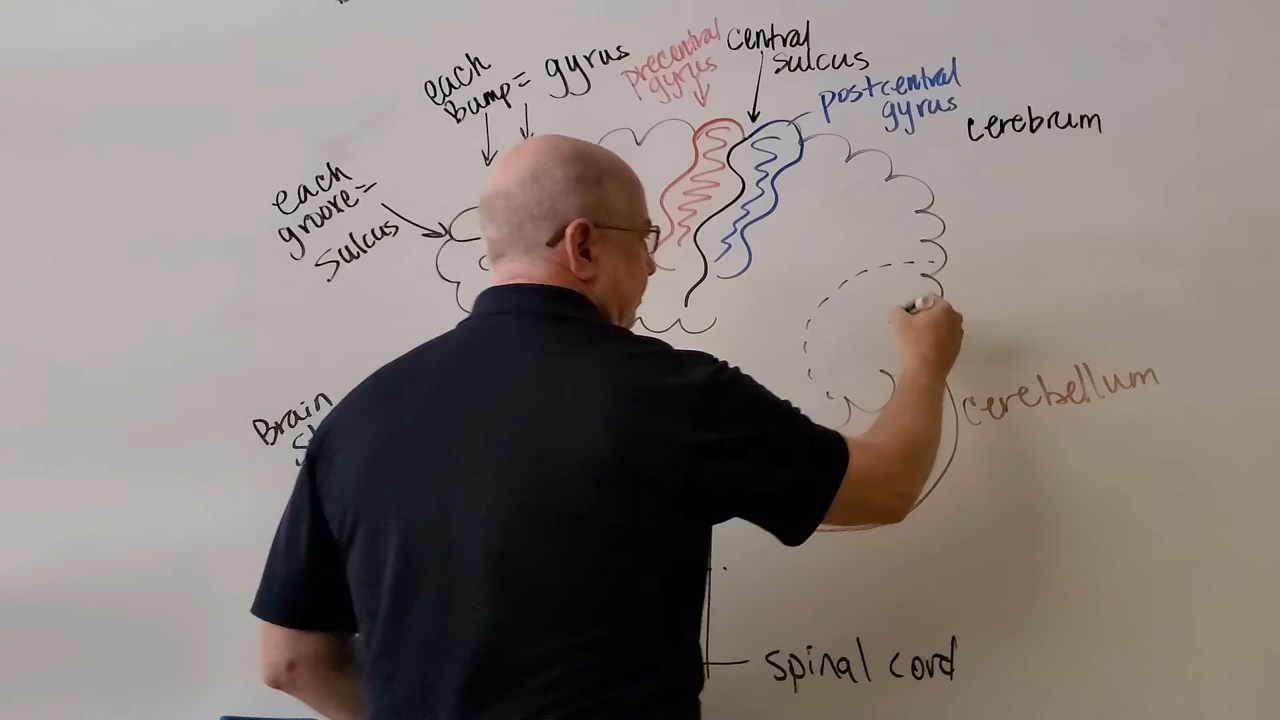 each
Bump = gyrus
precentral
gyrus
central
sulcus
postcentral
gyrus
cerebrum
each
groove =
sulcus
Brain
cerebellum
spinal cord